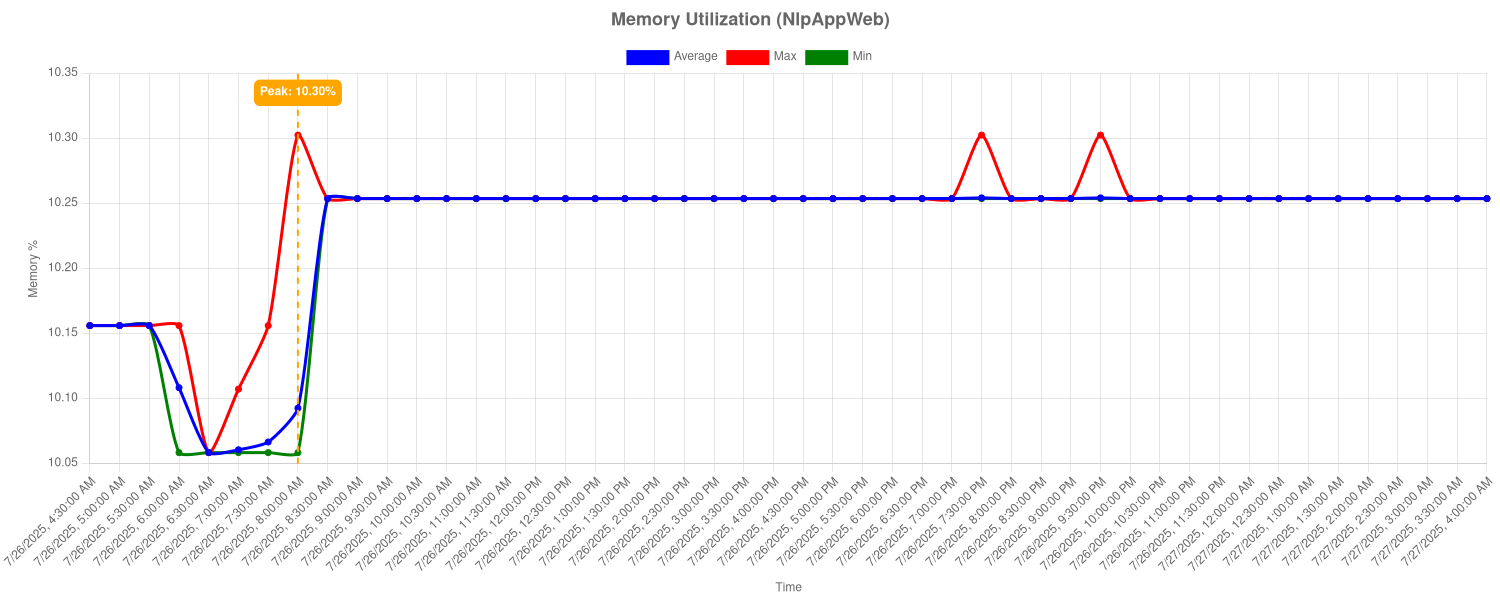 Memory Utilization (NlpAppWeb)
Average Max Min
Peak: 10.30%
10.35
10.30
10.25
10.20
10.15
10.10
10.05
Memory %
7/26/2025, 4:30:00 AM
7/26/2025, 5:00:00 AM
7/26/2025, 5:30:00 AM
7/26/2025, 6:00:00 AM
7/26/2025, 6:30:00 AM
7/26/2025, 7:00:00 AM
7/26/2025, 7:30:00 AM
7/26/2025, 8:00:00 AM
7/26/2025, 8:30:00 AM
7/26/2025, 9:00:00 AM
7/26/2025, 9:30:00 AM
7/26/2025, 10:00:00 AM
7/26/2025, 10:30:00 AM
7/26/2025, 11:00:00 AM
7/26/2025, 11:30:00 AM
7/26/2025, 12:00:00 PM
7/26/2025, 12:30:00 PM
7/26/2025, 1:00:00 PM
7/26/2025, 1:30:00 PM
7/26/2025, 2:00:00 PM
7/26/2025, 2:30:00 PM
7/26/2025, 3:00:00 PM
7/26/2025, 3:30:00 PM
7/26/2025, 4:00:00 PM
7/26/2025, 4:30:00 PM
7/26/2025, 5:00:00 PM
7/26/2025, 5:30:00 PM
7/26/2025, 6:00:00 PM
7/26/2025, 6:30:00 PM
7/26/2025, 7:00:00 PM
7/26/2025, 7:30:00 PM
7/26/2025, 8:00:00 PM
7/26/2025, 8:30:00 PM
7/26/2025, 9:00:00 PM
7/26/2025, 9:30:00 PM
7/26/2025, 10:00:00 PM
7/26/2025, 10:30:00 PM
7/26/2025, 11:00:00 PM
7/26/2025, 11:30:00 PM
7/27/2025, 12:00:00 AM
7/27/2025, 12:30:00 AM
7/27/2025, 1:00:00 AM
7/27/2025, 1:30:00 AM
7/27/2025, 2:00:00 AM
7/27/2025, 2:30:00 AM
7/27/2025, 3:00:00 AM
7/27/2025, 3:30:00 AM
7/27/2025, 4:00:00 AM
Time